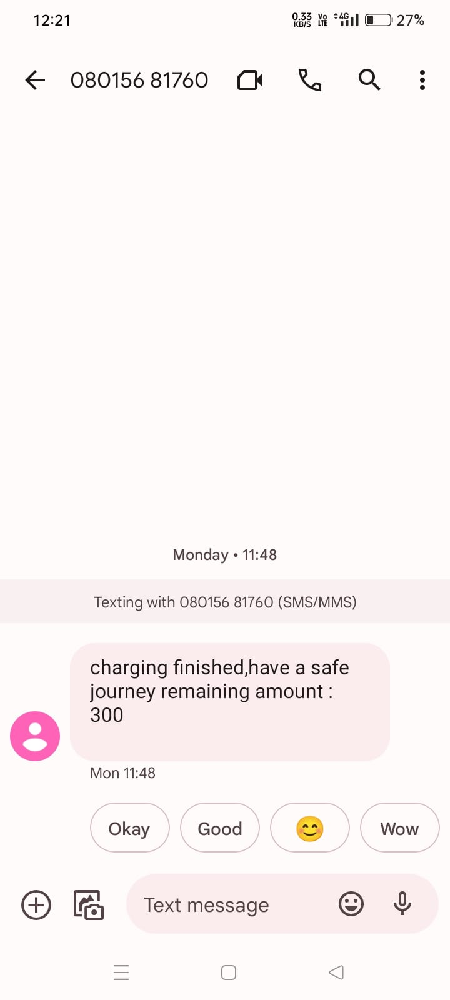 12:21
0.33 KB/S Vo LTE 4G 27%
080156 81760
Monday • 11:48
Texting with 080156 81760 (SMS/MMS)
charging finished,have a safe
journey remaining amount :
300
Mon 11:48
Okay Good 😊 Wow
Text message